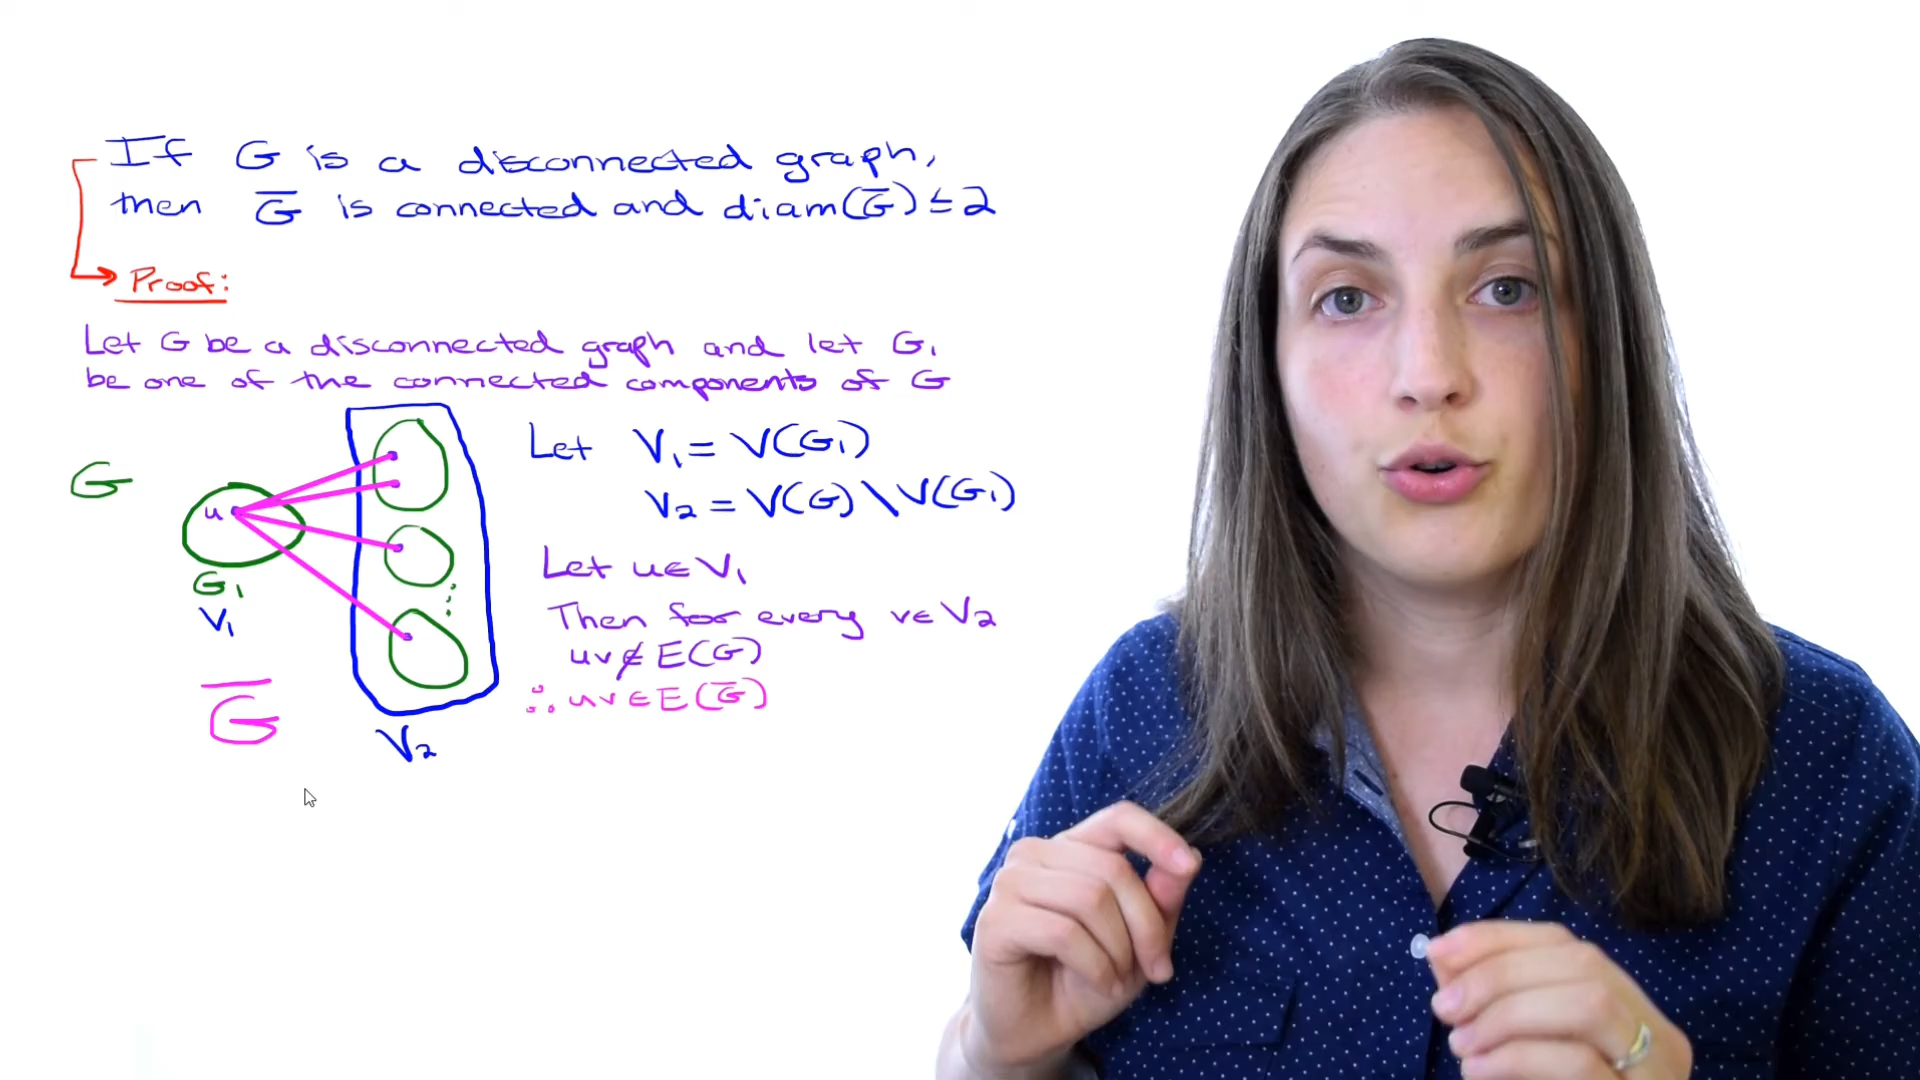 If G is a disconnected graph,
then G̅ is connected and diam(G̅) ≤ 2
Proof:
Let G be a disconnected graph and let G₁
be one of the connected components of G
G
u
G₁
V₁
G̅
V₂
Let V₁ = V(G₁)
V₂ = V(G) \ V(G₁)
Let u ∈ V₁
Then for every v ∈ V₂
uv ∉ E(G)
∴ uv ∈ E(G̅)